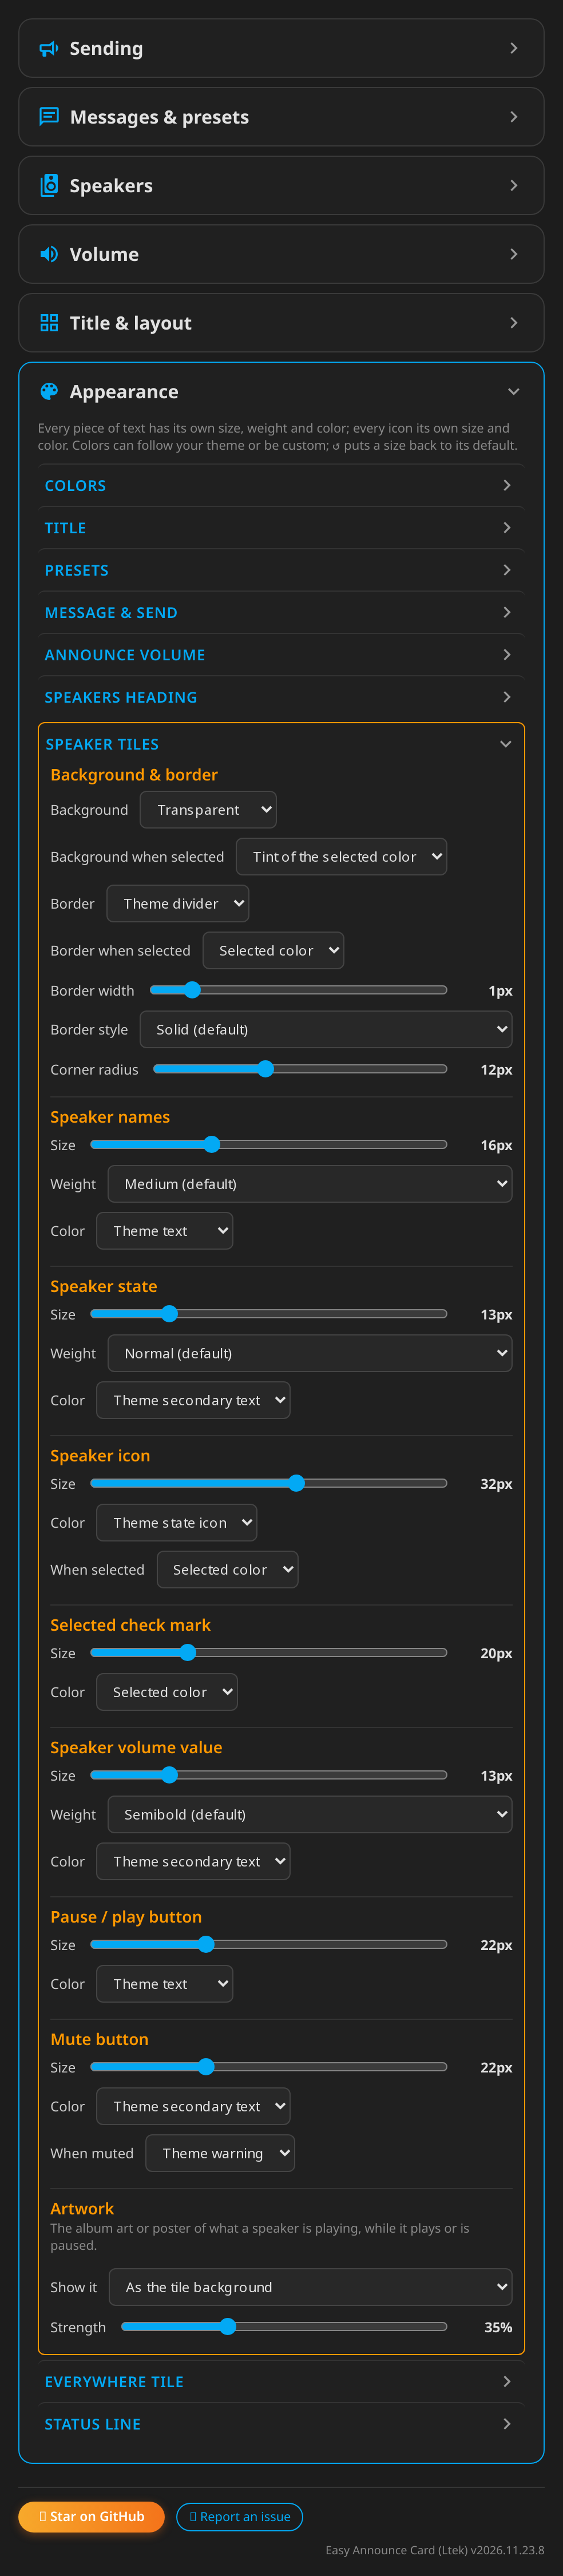 Sending
Messages & presets
Speakers
Volume
Title & layout
Appearance
Every piece of text has its own size, weight and color; every icon its own size and
color. Colors can follow your theme or be custom; ↺ puts a size back to its default.
COLORS
TITLE
PRESETS
MESSAGE & SEND
ANNOUNCE VOLUME
SPEAKERS HEADING
SPEAKER TILES
Background & border
Background Transparent
Background when selected Tint of the selected color
Border Theme divider
Border when selected Selected color
Border width 1px
Border style Solid (default)
Corner radius 12px
Speaker names
Size 16px
Weight Medium (default)
Color Theme text
Speaker state
Size 13px
Weight Normal (default)
Color Theme secondary text
Speaker icon
Size 32px
Color Theme state icon
When selected Selected color
Selected check mark
Size 20px
Color Selected color
Speaker volume value
Size 13px
Weight Semibold (default)
Color Theme secondary text
Pause / play button
Size 22px
Color Theme text
Mute button
Size 22px
Color Theme secondary text
When muted Theme warning
Artwork
The album art or poster of what a speaker is playing, while it plays or is
paused.
Show it As the tile background
Strength 35%
EVERYWHERE TILE
STATUS LINE
Star on GitHub Report an issue
Easy Announce Card (Ltek) v2026.11.23.8